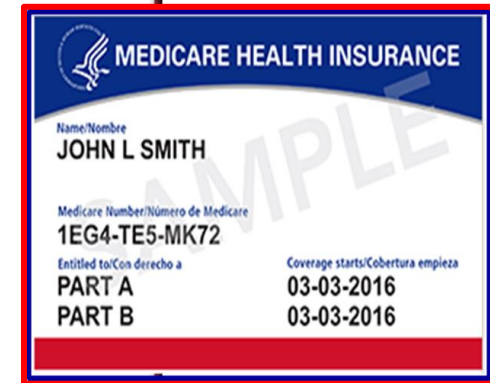 MEDICARE HEALTH INSURANCE
SAMPLE
Name/Nombre
JOHN L SMITH
Medicare Number/Número de Medicare
1EG4-TE5-MK72
Entitled to/Con derecho a Coverage starts/Cobertura empieza
PART A 03-03-2016
PART B 03-03-2016